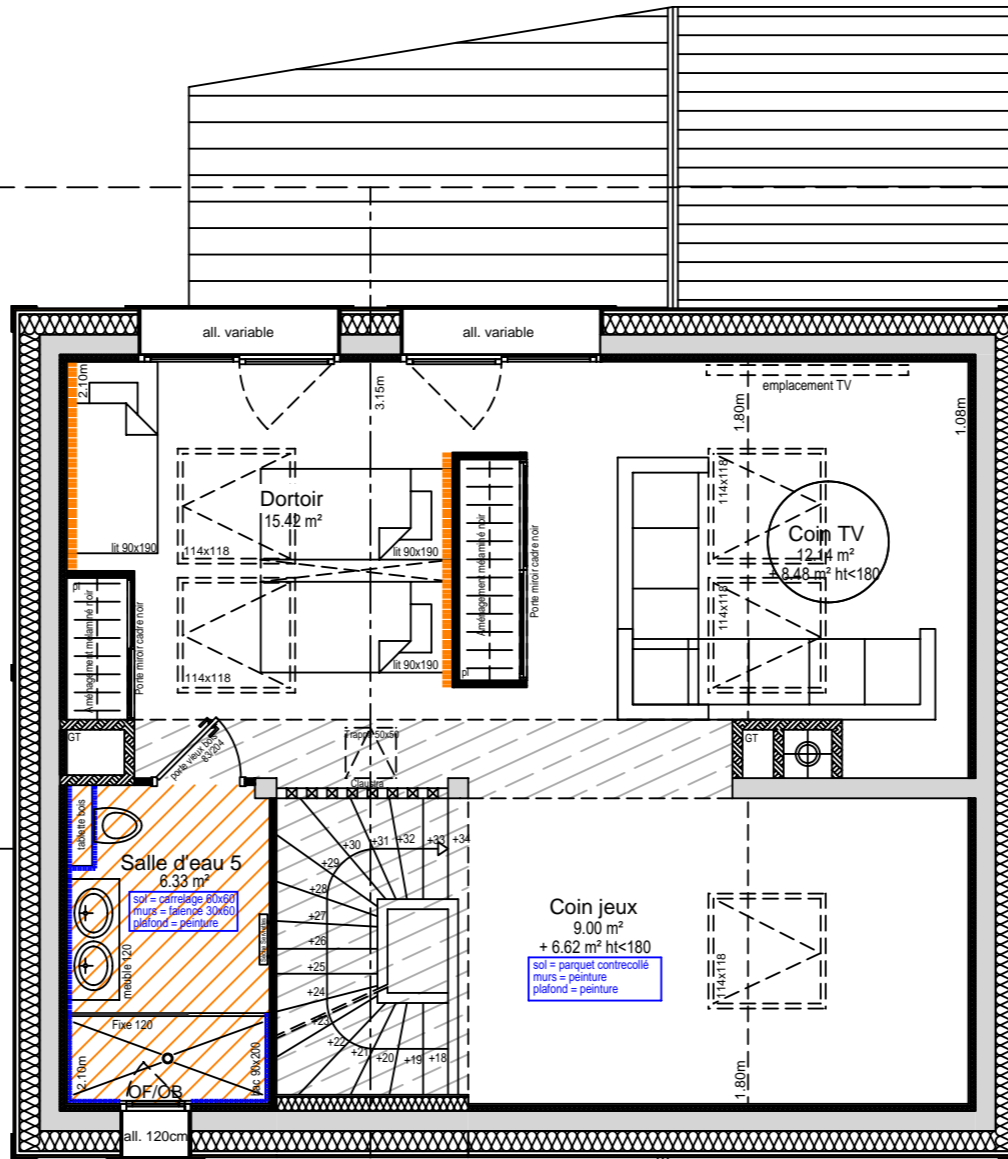 all. variable
all. variable
2.10m
3.15m
emplacement TV
1.80m
1.08m
114x118
Dortoir
15.42 m²
Coin TV
12.14 m²
+ 8.48 m² ht<180
lit 90x190
114x118
lit 90x190
Aménagement mélaminé noir
Porte miroir cadre noir
pl
114x118
pl
Aménagement mélaminé noir
Porte miroir cadre noir
114x118
lit 90x190
GT
porte vieux bois
83/204
Trappe 50x50
GT
Claustra
tablette bois
+30
+31
+32
+33
+34
Salle d'eau 5
6.33 m²
sol = carrelage 60x60
murs = faïence 30x60
plafond = peinture
+29
+28
+27
+26
+25
+24
+23
+22
+21
+20
+19
+18
Coin jeux
9.00 m²
+ 6.62 m² ht<180
sol = parquet contrecollé
murs = peinture
plafond = peinture
meuble 120
114x118
Fixe 120
2.10m
bac 90x200
1.80m
OF/OB
all. 120cm